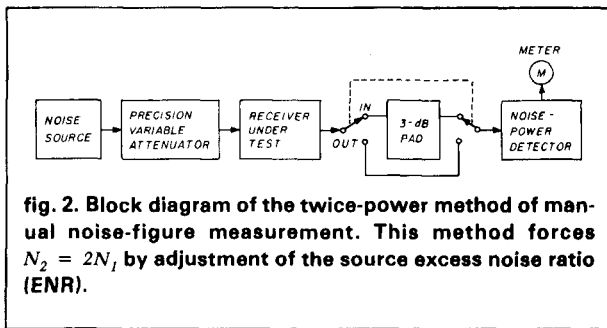 METER
M
NOISE
SOURCE
PRECISION
VARIABLE
ATTENUATOR
RECEIVER
UNDER
TEST
IN
OUT
3-dB
PAD
NOISE-
POWER
DETECTOR
fig. 2. Block diagram of the twice-power method of man-
ual noise-figure measurement. This method forces
N₂ = 2N₁ by adjustment of the source excess noise ratio
(ENR).